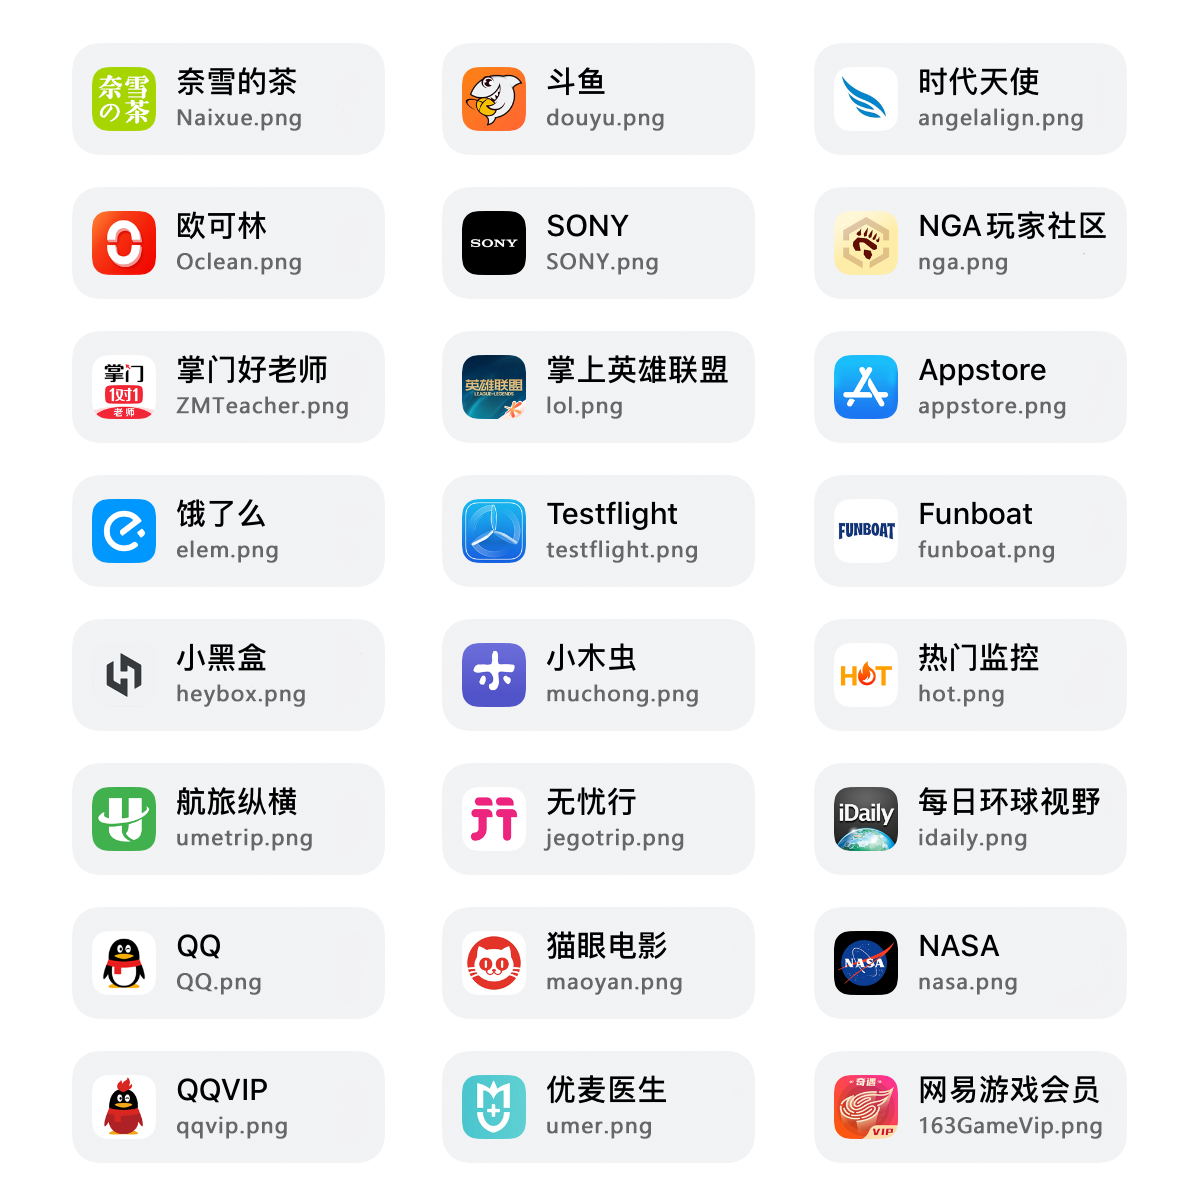 奈雪
の茶
奈雪的茶
Naixue.png
斗鱼
douyu.png
时代天使
angelalign.png
欧可林
Oclean.png
SONY
SONY
SONY.png
NGA玩家社区
nga.png
掌门
1对1
老师
掌门好老师
ZMTeacher.png
英雄联盟
LEAGUE OF LEGENDS
掌上英雄联盟
lol.png
Appstore
appstore.png
饿了么
elem.png
Testflight
testflight.png
FUNBOAT
Funboat
funboat.png
小黑盒
heybox.png
小木虫
muchong.png
HOT
热门监控
hot.png
航旅纵横
umetrip.png
无忧行
jegotrip.png
iDaily
每日环球视野
idaily.png
QQ
QQ.png
猫眼电影
maoyan.png
NASA
NASA
nasa.png
QQVIP
qqvip.png
优麦医生
umer.png
奇遇
VIP
网易游戏会员
163GameVip.png